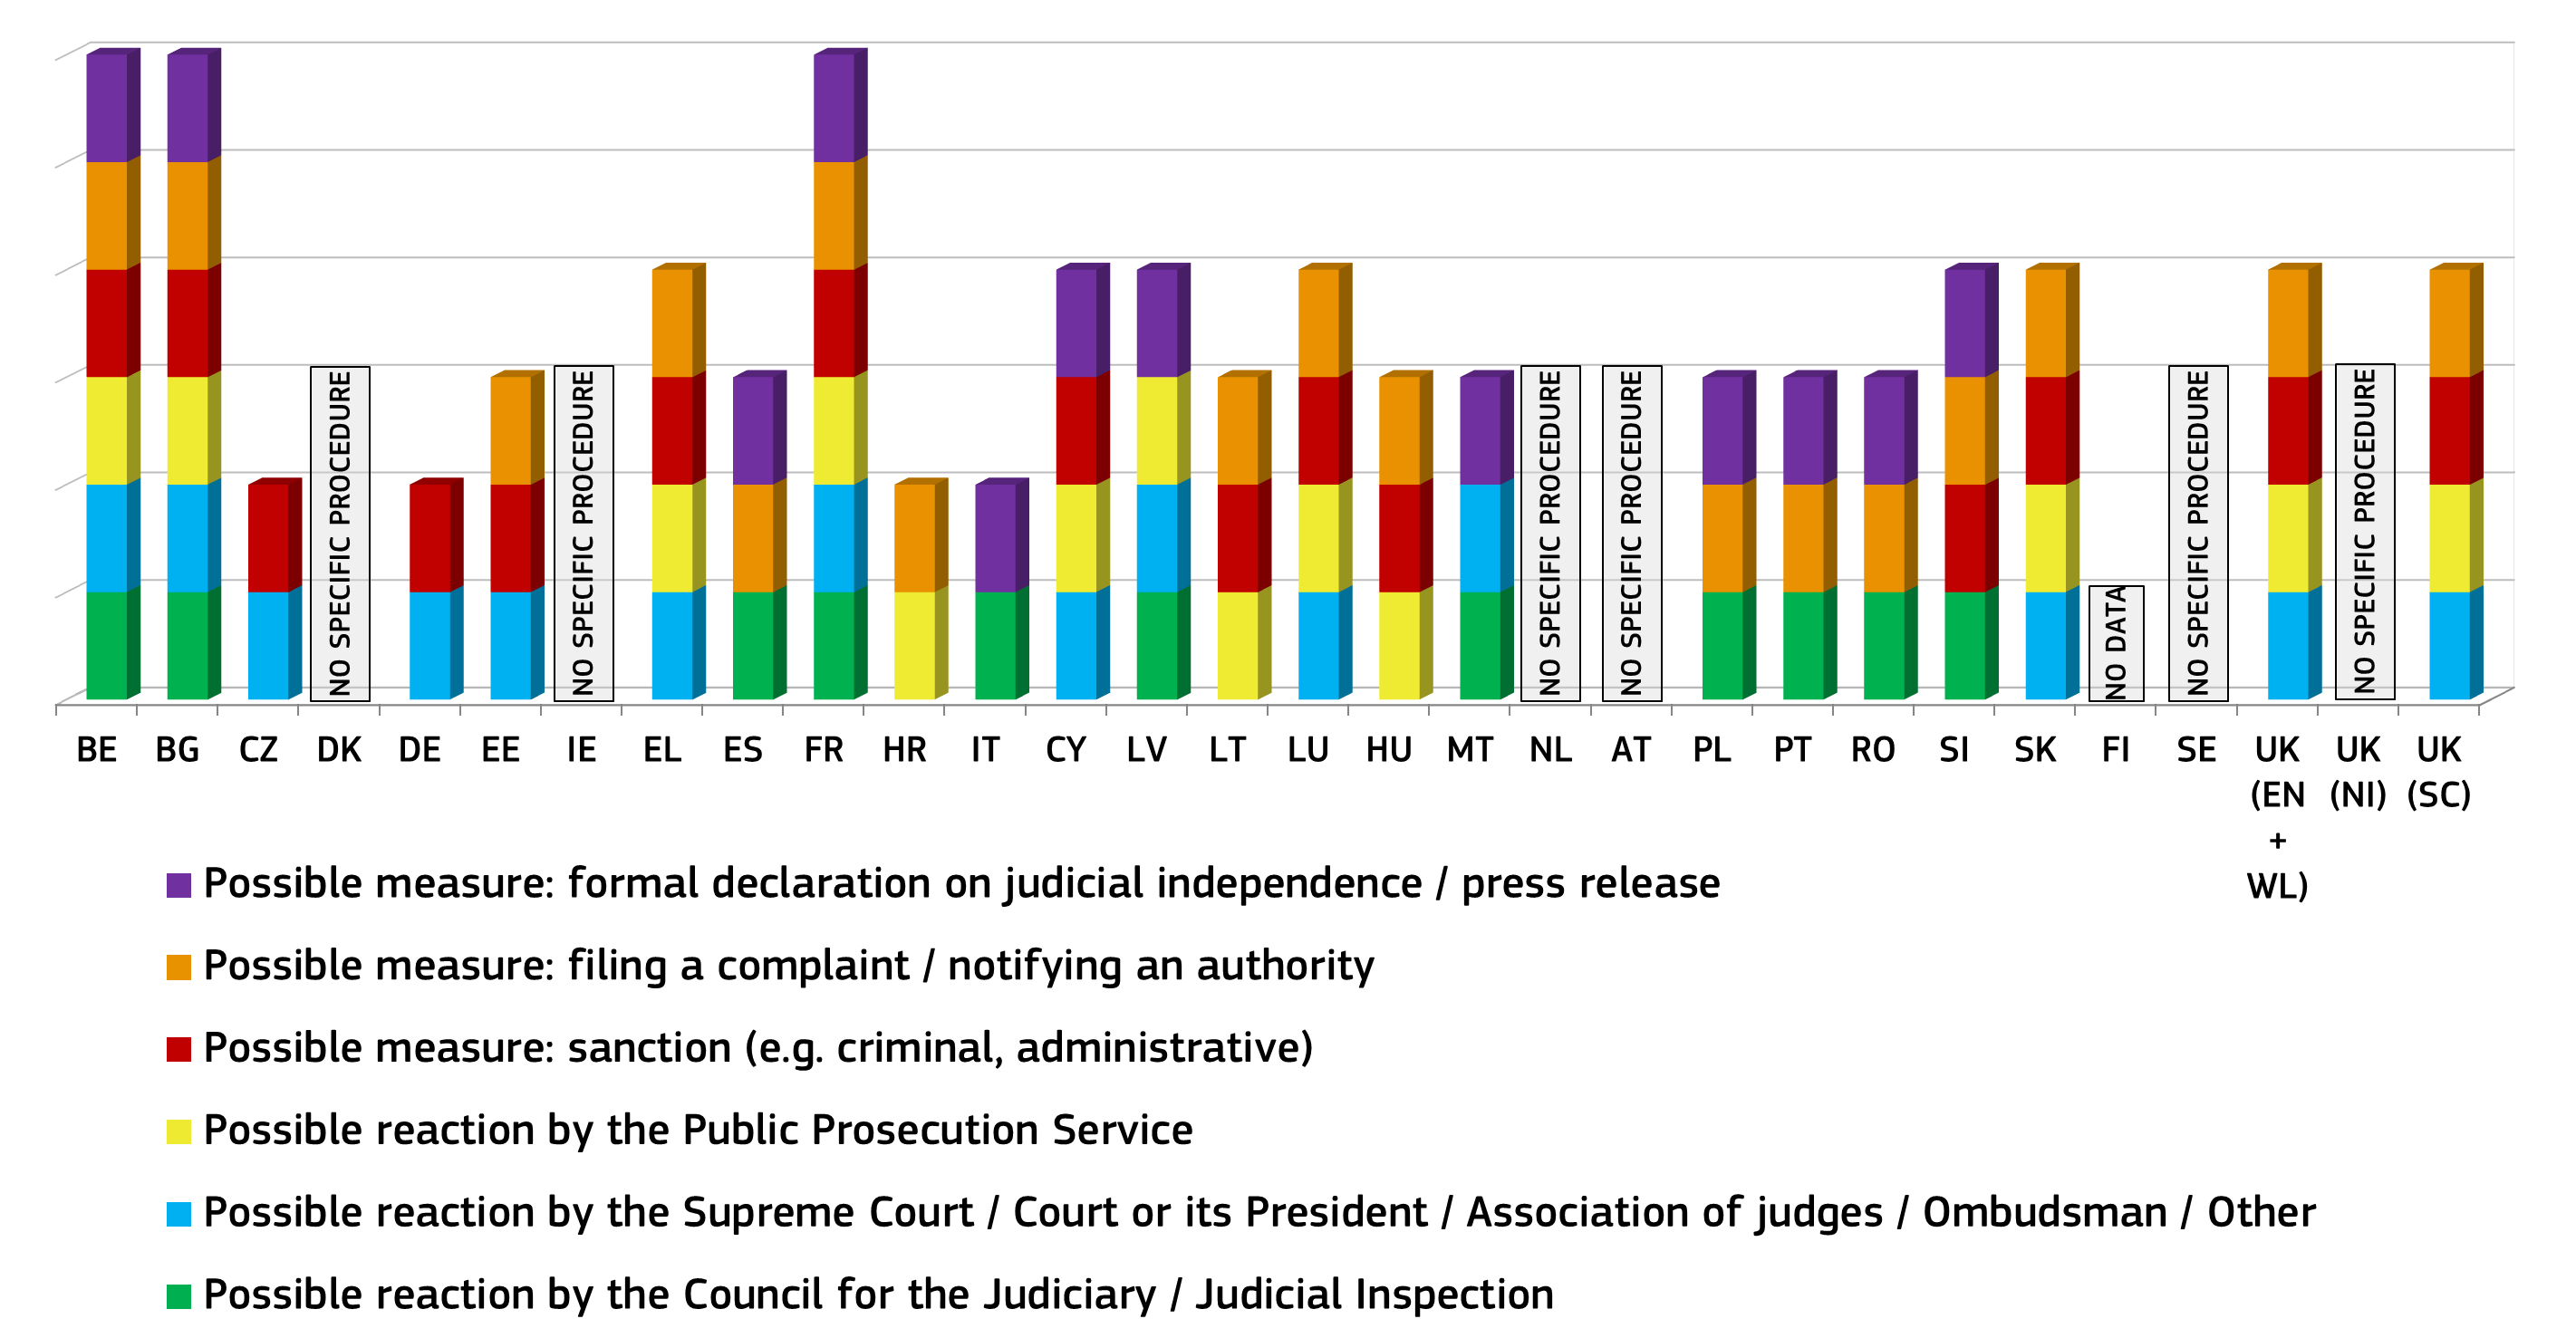 NO SPECIFIC PROCEDURE
NO SPECIFIC PROCEDURE
NO SPECIFIC PROCEDURE
NO SPECIFIC PROCEDURE
NO DATA
NO SPECIFIC PROCEDURE
NO SPECIFIC PROCEDURE
BE BG CZ DK DE EE IE EL ES FR HR IT CY LV LT LU HU MT NL AT PL PT RO SI SK FI SE UK UK UK
(EN (NI) (SC)
+
WL)
Possible measure: formal declaration on judicial independence / press release
Possible measure: filing a complaint / notifying an authority
Possible measure: sanction (e.g. criminal, administrative)
Possible reaction by the Public Prosecution Service
Possible reaction by the Supreme Court / Court or its President / Association of judges / Ombudsman / Other
Possible reaction by the Council for the Judiciary / Judicial Inspection